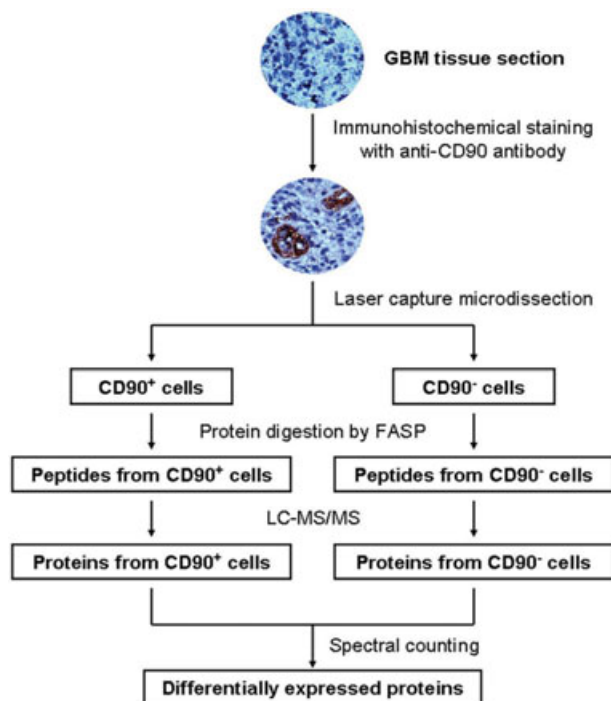 GBM tissue section
Immunohistochemical staining
with anti-CD90 antibody
Laser capture microdissection
CD90⁺ cells
CD90⁻ cells
Protein digestion by FASP
Peptides from CD90⁺ cells
Peptides from CD90⁻ cells
LC-MS/MS
Proteins from CD90⁺ cells
Proteins from CD90⁻ cells
Spectral counting
Differentially expressed proteins